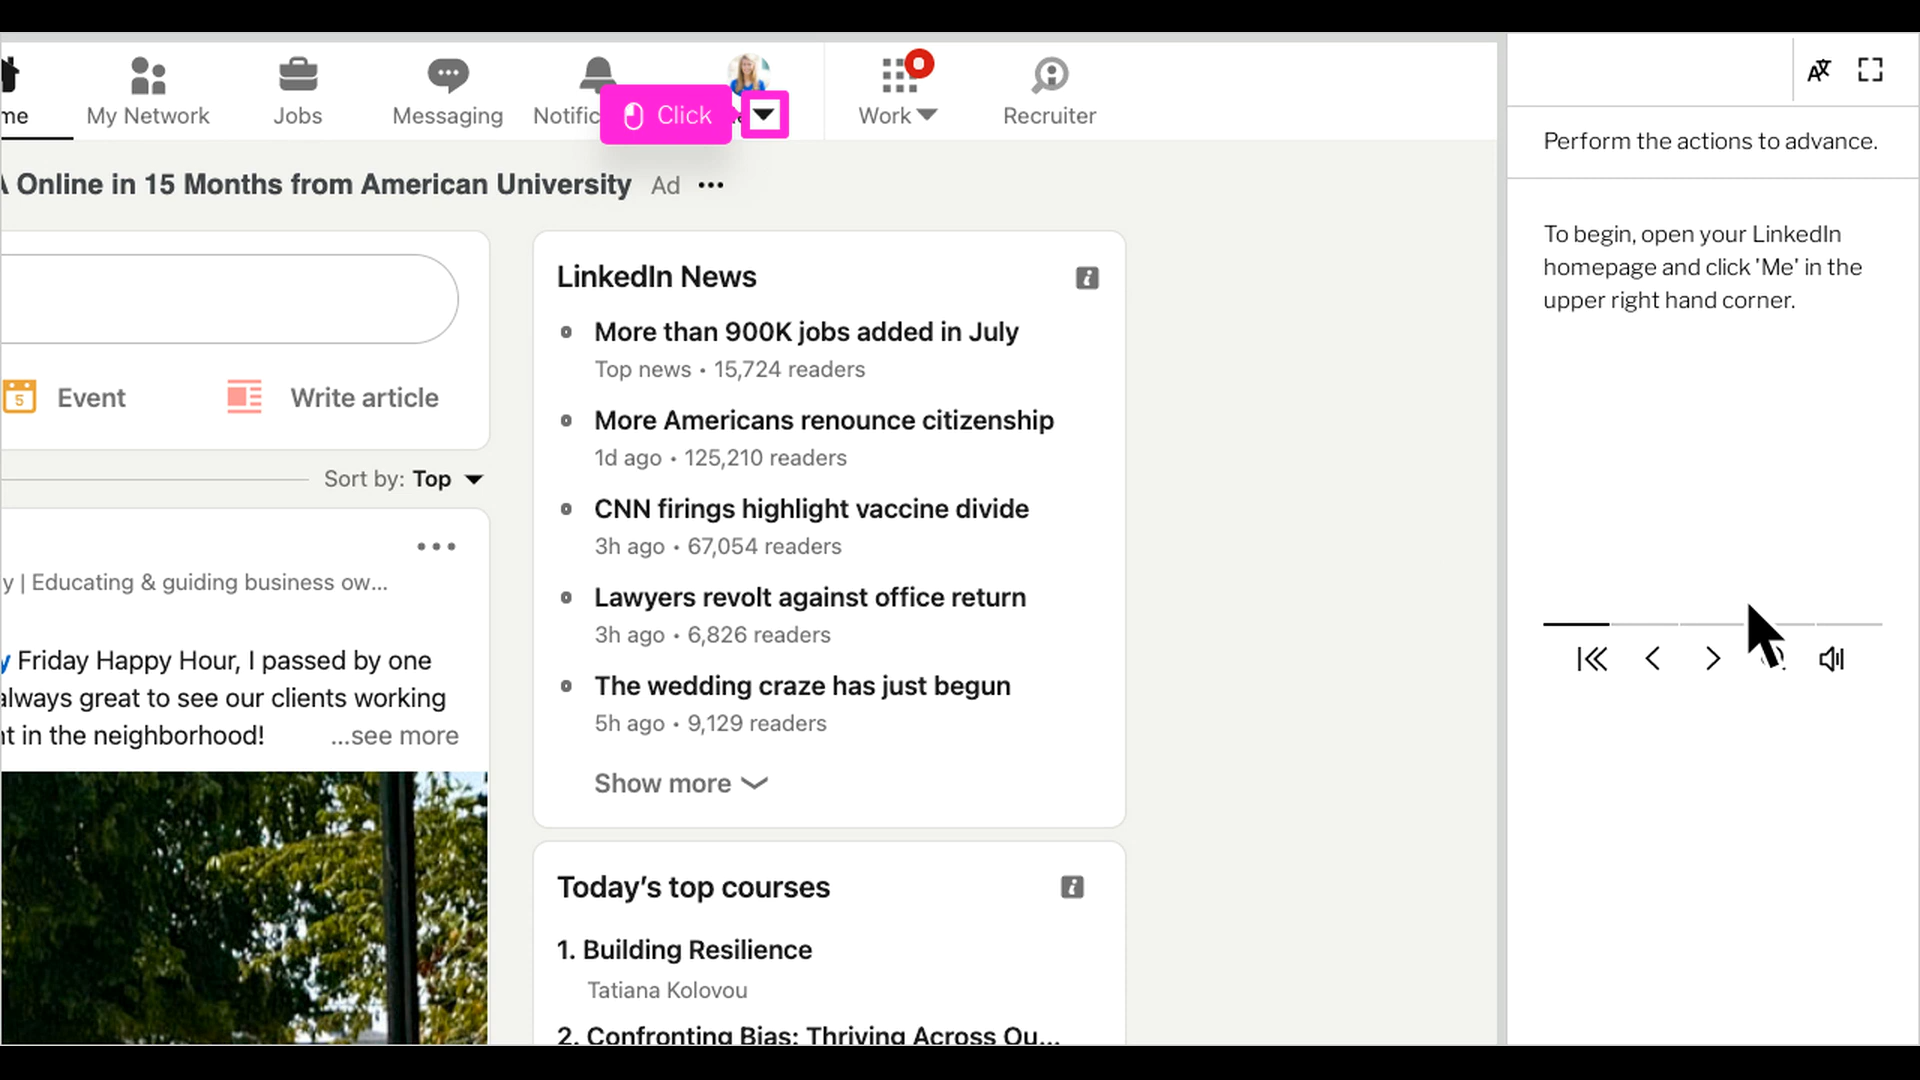 me
My Network
Jobs
Messaging
Notific
Click
Work
Recruiter
Online in 15 Months from American University Ad
Event
Write article
Sort by: Top
y | Educating & guiding business ow...
y Friday Happy Hour, I passed by one
always great to see our clients working
nt in the neighborhood!
...see more
LinkedIn News
More than 900K jobs added in July
Top news • 15,724 readers
More Americans renounce citizenship
1d ago • 125,210 readers
CNN firings highlight vaccine divide
3h ago • 67,054 readers
Lawyers revolt against office return
3h ago • 6,826 readers
The wedding craze has just begun
5h ago • 9,129 readers
Show more
Today's top courses
1. Building Resilience
Tatiana Kolovou
2. Confronting Bias: Thriving Across Ou...
Perform the actions to advance.
To begin, open your LinkedIn
homepage and click 'Me' in the
upper right hand corner.